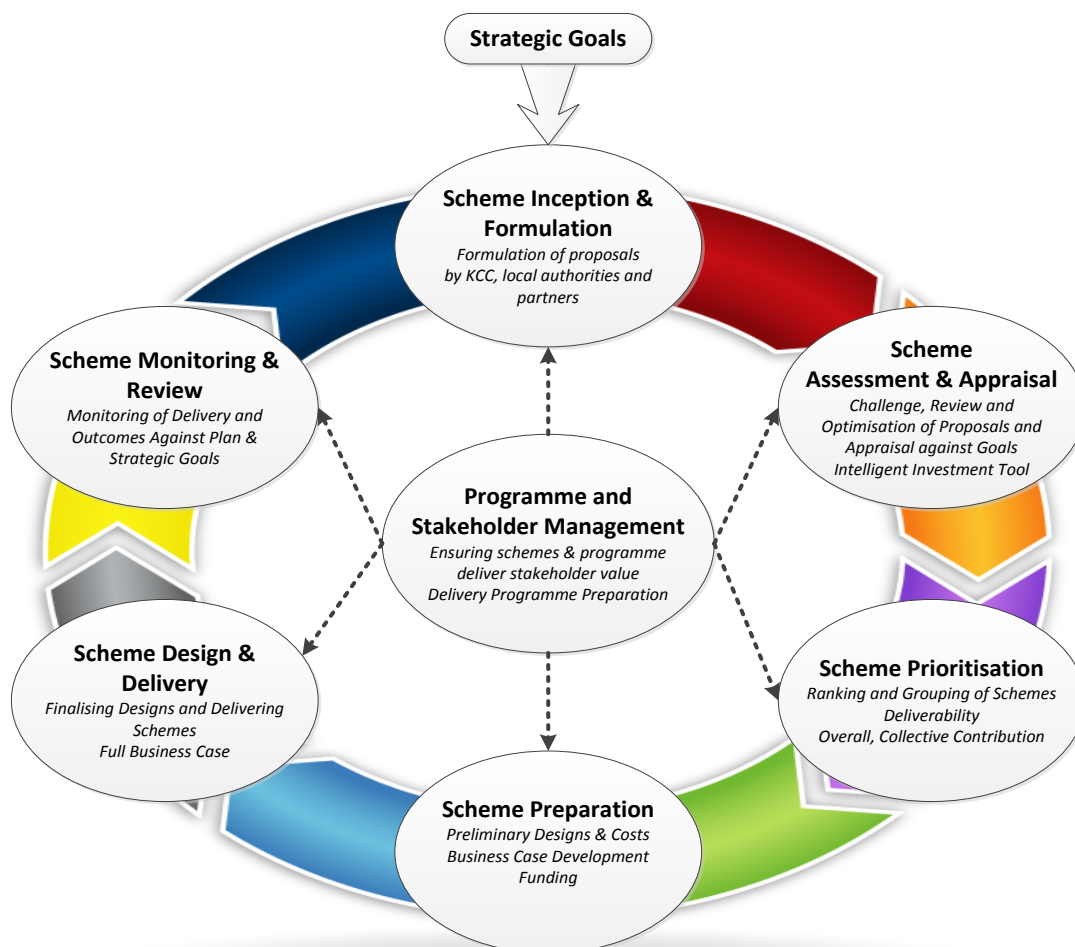 Strategic Goals
Scheme Inception &
Formulation
Formulation of proposals
by KCC, local authorities and
partners
Scheme
Assessment & Appraisal
Challenge, Review and
Optimisation of Proposals and
Appraisal against Goals
Intelligent Investment Tool
Scheme Prioritisation
Ranking and Grouping of Schemes
Deliverability
Overall, Collective Contribution
Scheme Preparation
Preliminary Designs & Costs
Business Case Development
Funding
Scheme Design &
Delivery
Finalising Designs and Delivering
Schemes
Full Business Case
Scheme Monitoring &
Review
Monitoring of Delivery and
Outcomes Against Plan &
Strategic Goals
Programme and
Stakeholder Management
Ensuring schemes & programme
deliver stakeholder value
Delivery Programme Preparation